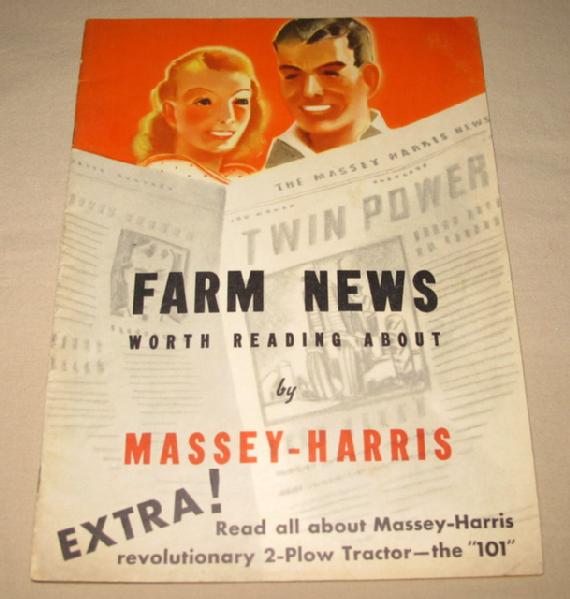 THE MASSEY HARRIS NEWS
TWIN POWER
FARM NEWS
WORTH READING ABOUT
by
MASSEY-HARRIS
EXTRA!
Read all about Massey-Harris
revolutionary 2-Plow Tractor—the "101"